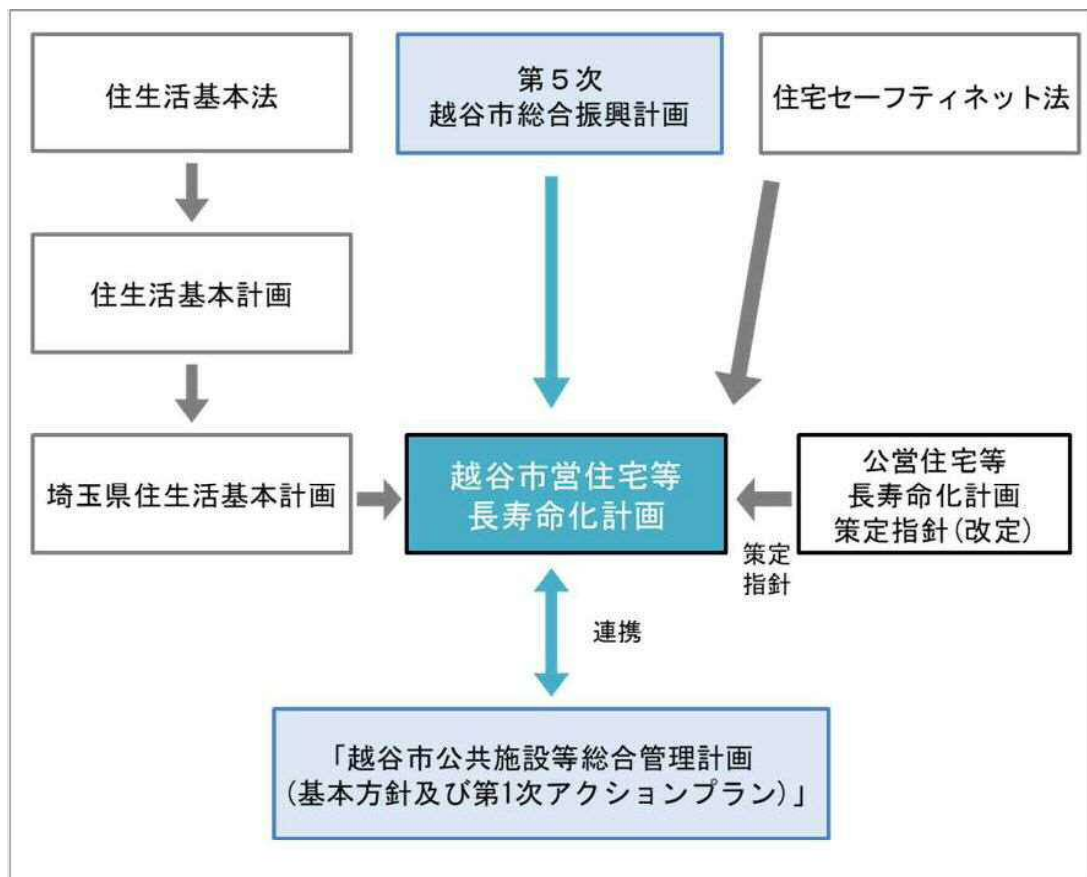 住生活基本法
第５次
越谷市総合振興計画
住宅セーフティネット法
住生活基本計画
埼玉県住生活基本計画
越谷市営住宅等
長寿命化計画
公営住宅等
長寿命化計画
策定指針(改定)
策定
指針
連携
「越谷市公共施設等総合管理計画
(基本方針及び第1次アクションプラン)」